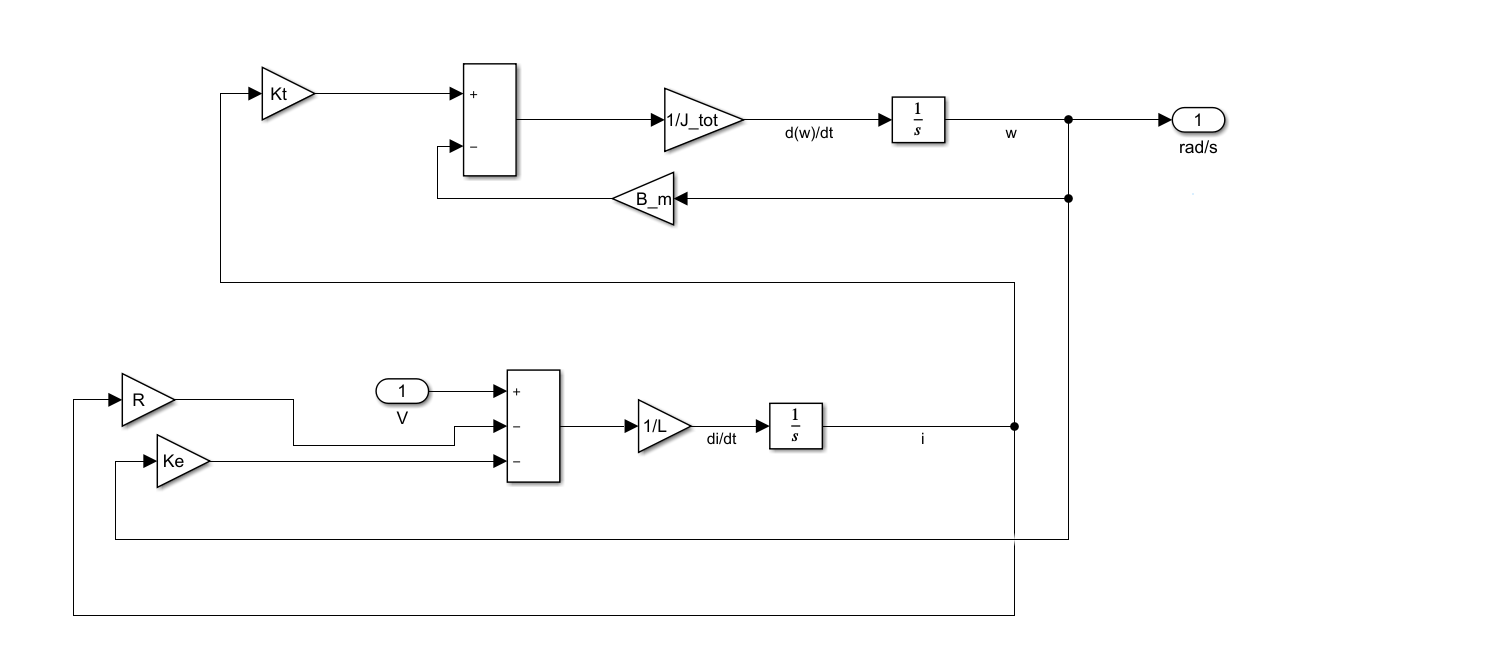 Kt
+
−
1/J_tot
d(w)/dt
1
s
w
1
rad/s
B_m
R
1
V
Ke
+
−
−
1/L
di/dt
1
s
i